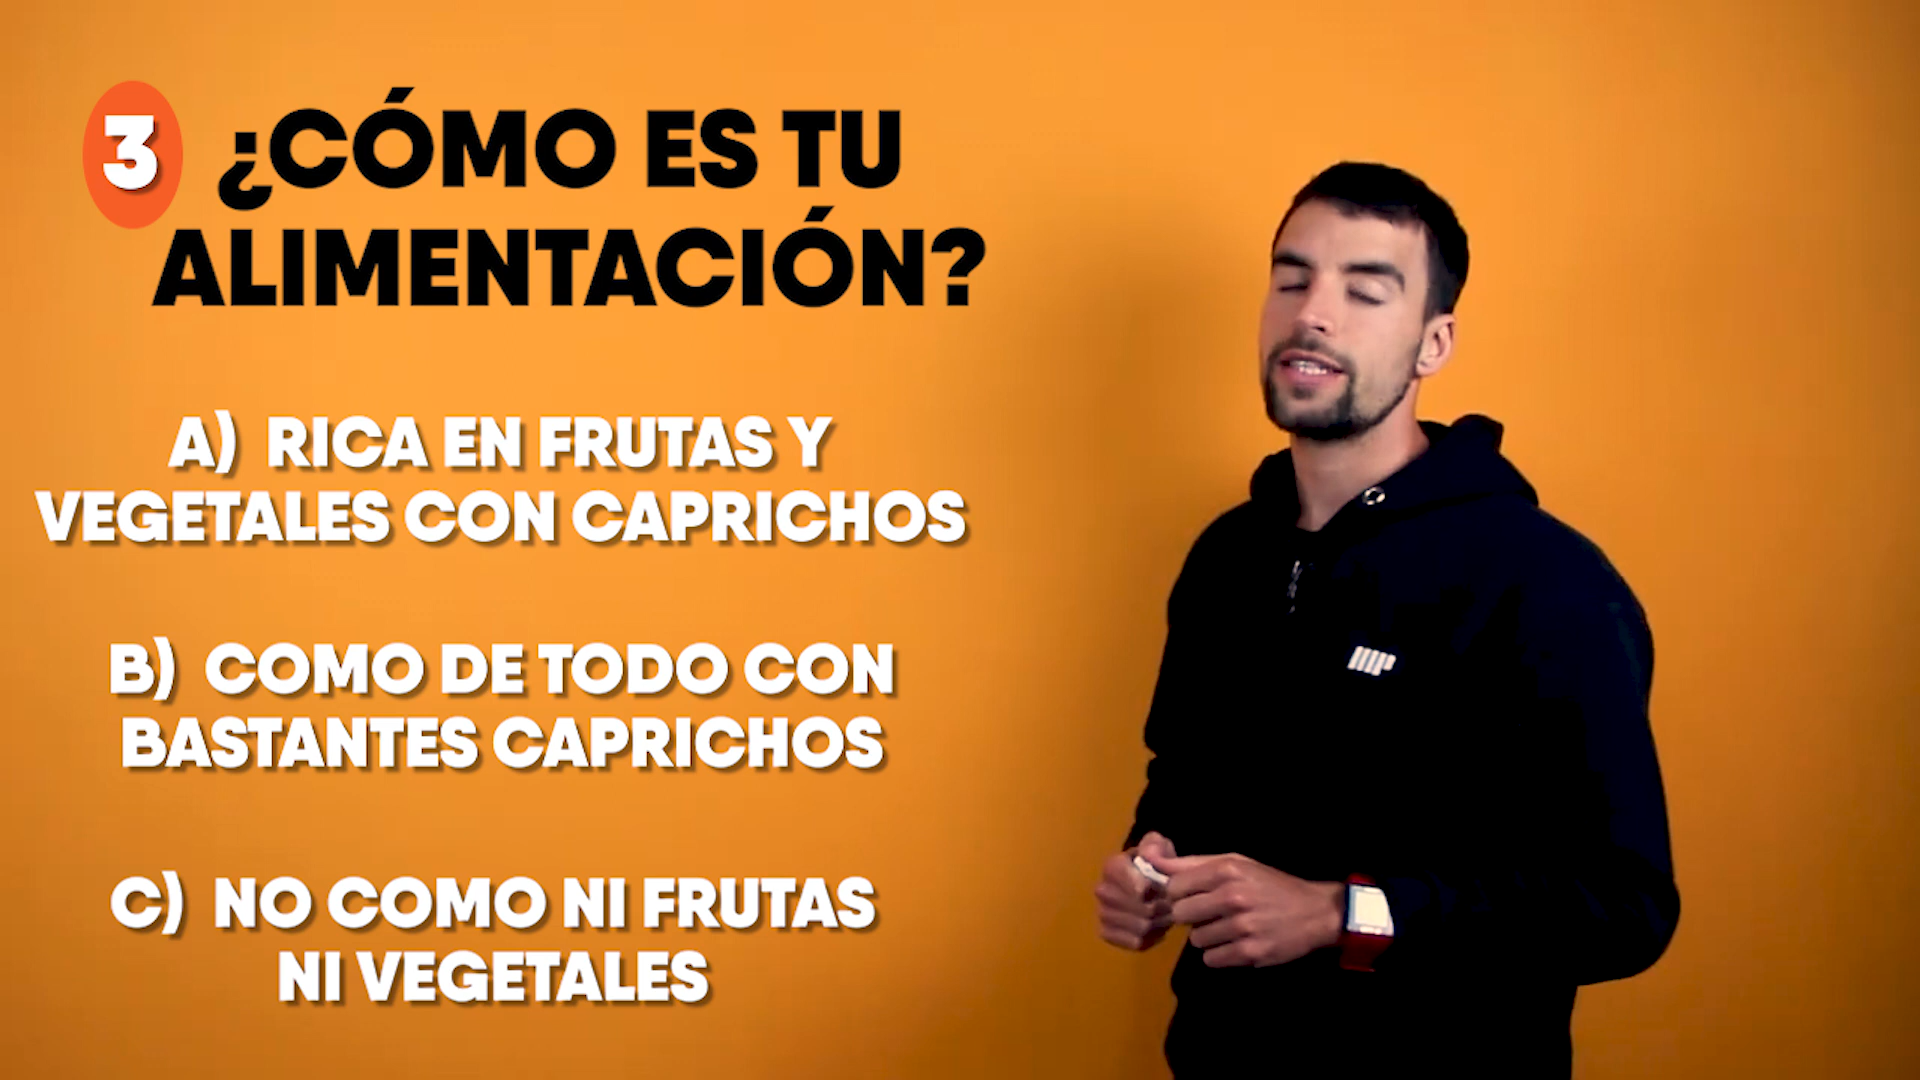 3 ¿CÓMO ES TU
ALIMENTACIÓN?
A) RICA EN FRUTAS Y
VEGETALES CON CAPRICHOS
B) COMO DE TODO CON
BASTANTES CAPRICHOS
C) NO COMO NI FRUTAS
NI VEGETALES